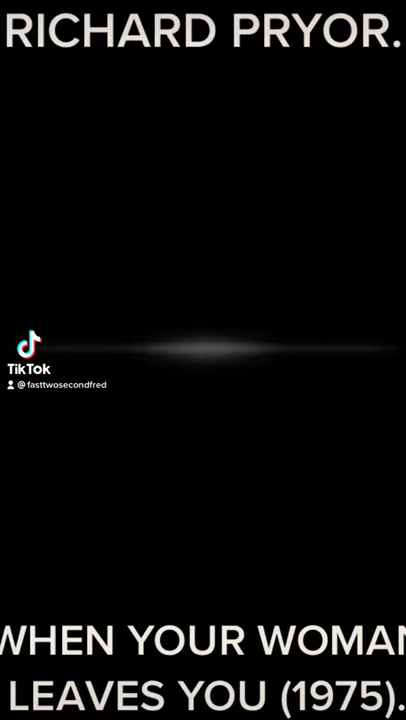 RICHARD PRYOR.
TikTok
@fasttwosecondfred
WHEN YOUR WOMAN
LEAVES YOU (1975).